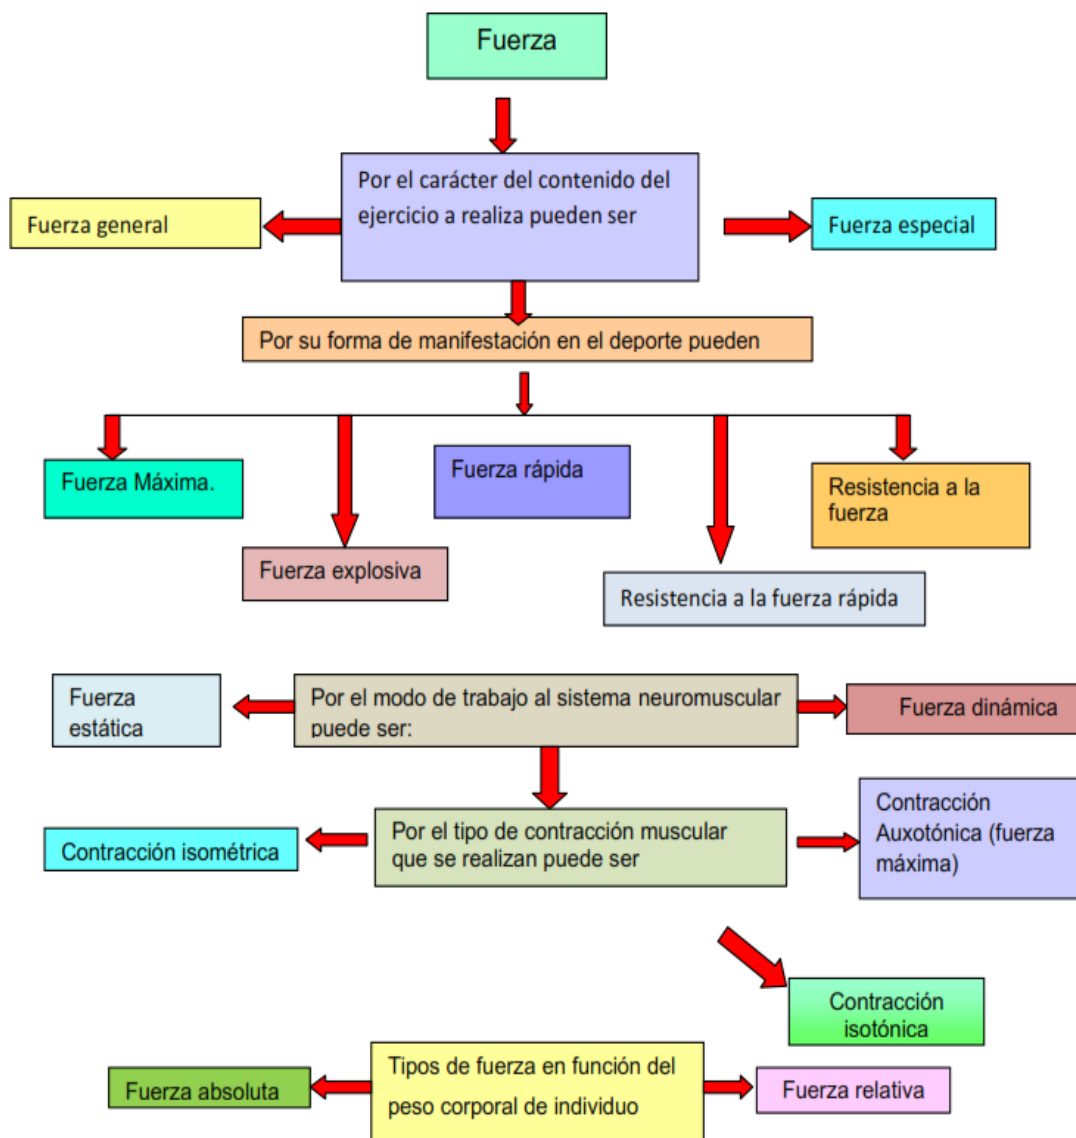 Fuerza
Por el carácter del contenido del
ejercicio a realiza pueden ser
Fuerza general
Fuerza especial
Por su forma de manifestación en el deporte pueden
Fuerza Máxima.
Fuerza rápida
Resistencia a la
fuerza
Fuerza explosiva
Resistencia a la fuerza rápida
Fuerza
estática
Por el modo de trabajo al sistema neuromuscular
puede ser:
Fuerza dinámica
Contracción isométrica
Por el tipo de contracción muscular
que se realizan puede ser
Contracción
Auxotónica (fuerza
máxima)
Contracción
isotónica
Fuerza absoluta
Tipos de fuerza en función del
peso corporal de individuo
Fuerza relativa